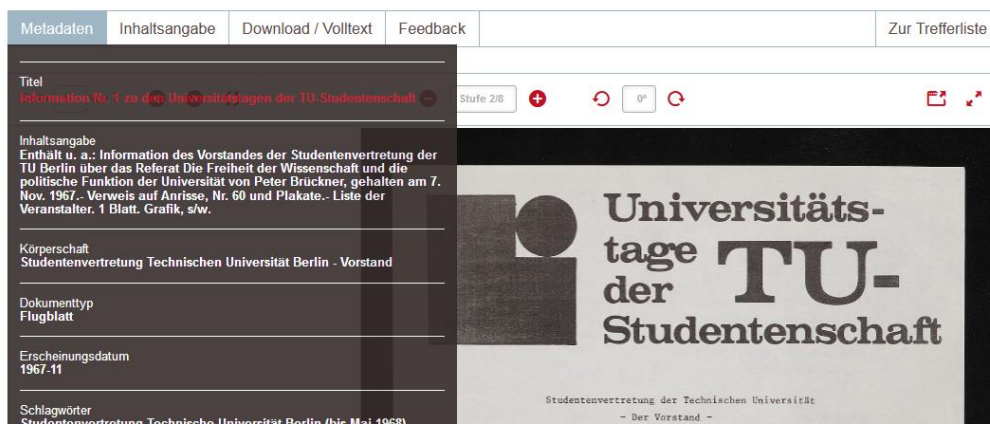 Metadaten
Inhaltsangabe
Download / Volltext
Feedback
Zur Trefferliste
Titel
Information Nr. 1 zu den Universitätstagen der TU-Studentenschaft
Stufe 2/8
0°
Inhaltsangabe
Enthält u. a.: Information des Vorstandes der Studentenvertretung der
TU Berlin über das Referat Die Freiheit der Wissenschaft und die
politische Funktion der Universität von Peter Brückner, gehalten am 7.
Nov. 1967.- Verweis auf Anrisse, Nr. 60 und Plakate.- Liste der
Veranstalter. 1 Blatt. Grafik, s/w.
Körperschaft
Studentenvertretung Technischen Universität Berlin - Vorstand
Dokumenttyp
Flugblatt
Erscheinungsdatum
1967-11
Schlagwörter
Studentenvertretung Technische Universität Berlin (bis Mai 1968)
Universitäts-
tage
der TU-
Studentenschaft
Studentenvertretung der Technischen Universität
- Der Vorstand -